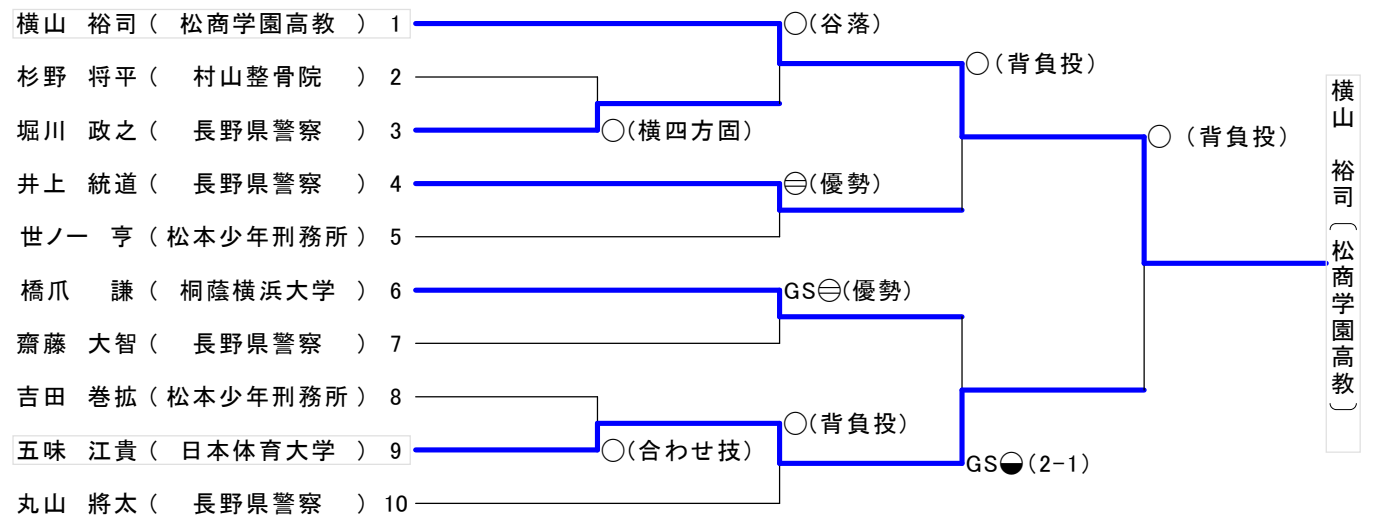 横山 裕司 ( 松商学園高教 ) 1
○(谷落)
○(背負投)
杉野 将平 ( 村山整骨院 ) 2
堀川 政之 ( 長野県警察 ) 3
○(横四方固)
○ (背負投)
井上 統道 ( 長野県警察 ) 4
㊀(優勢)
世ノ一 亨 ( 松本少年刑務所 ) 5
橋爪 謙 ( 桐蔭横浜大学 ) 6
GS㊀(優勢)
齋藤 大智 ( 長野県警察 ) 7
吉田 巻拡 ( 松本少年刑務所 ) 8
○(背負投)
五味 江貴 ( 日本体育大学 ) 9
○(合わせ技)
GS◒(2-1)
丸山 將太 ( 長野県警察 ) 10
横山 裕司 (松商学園高教)